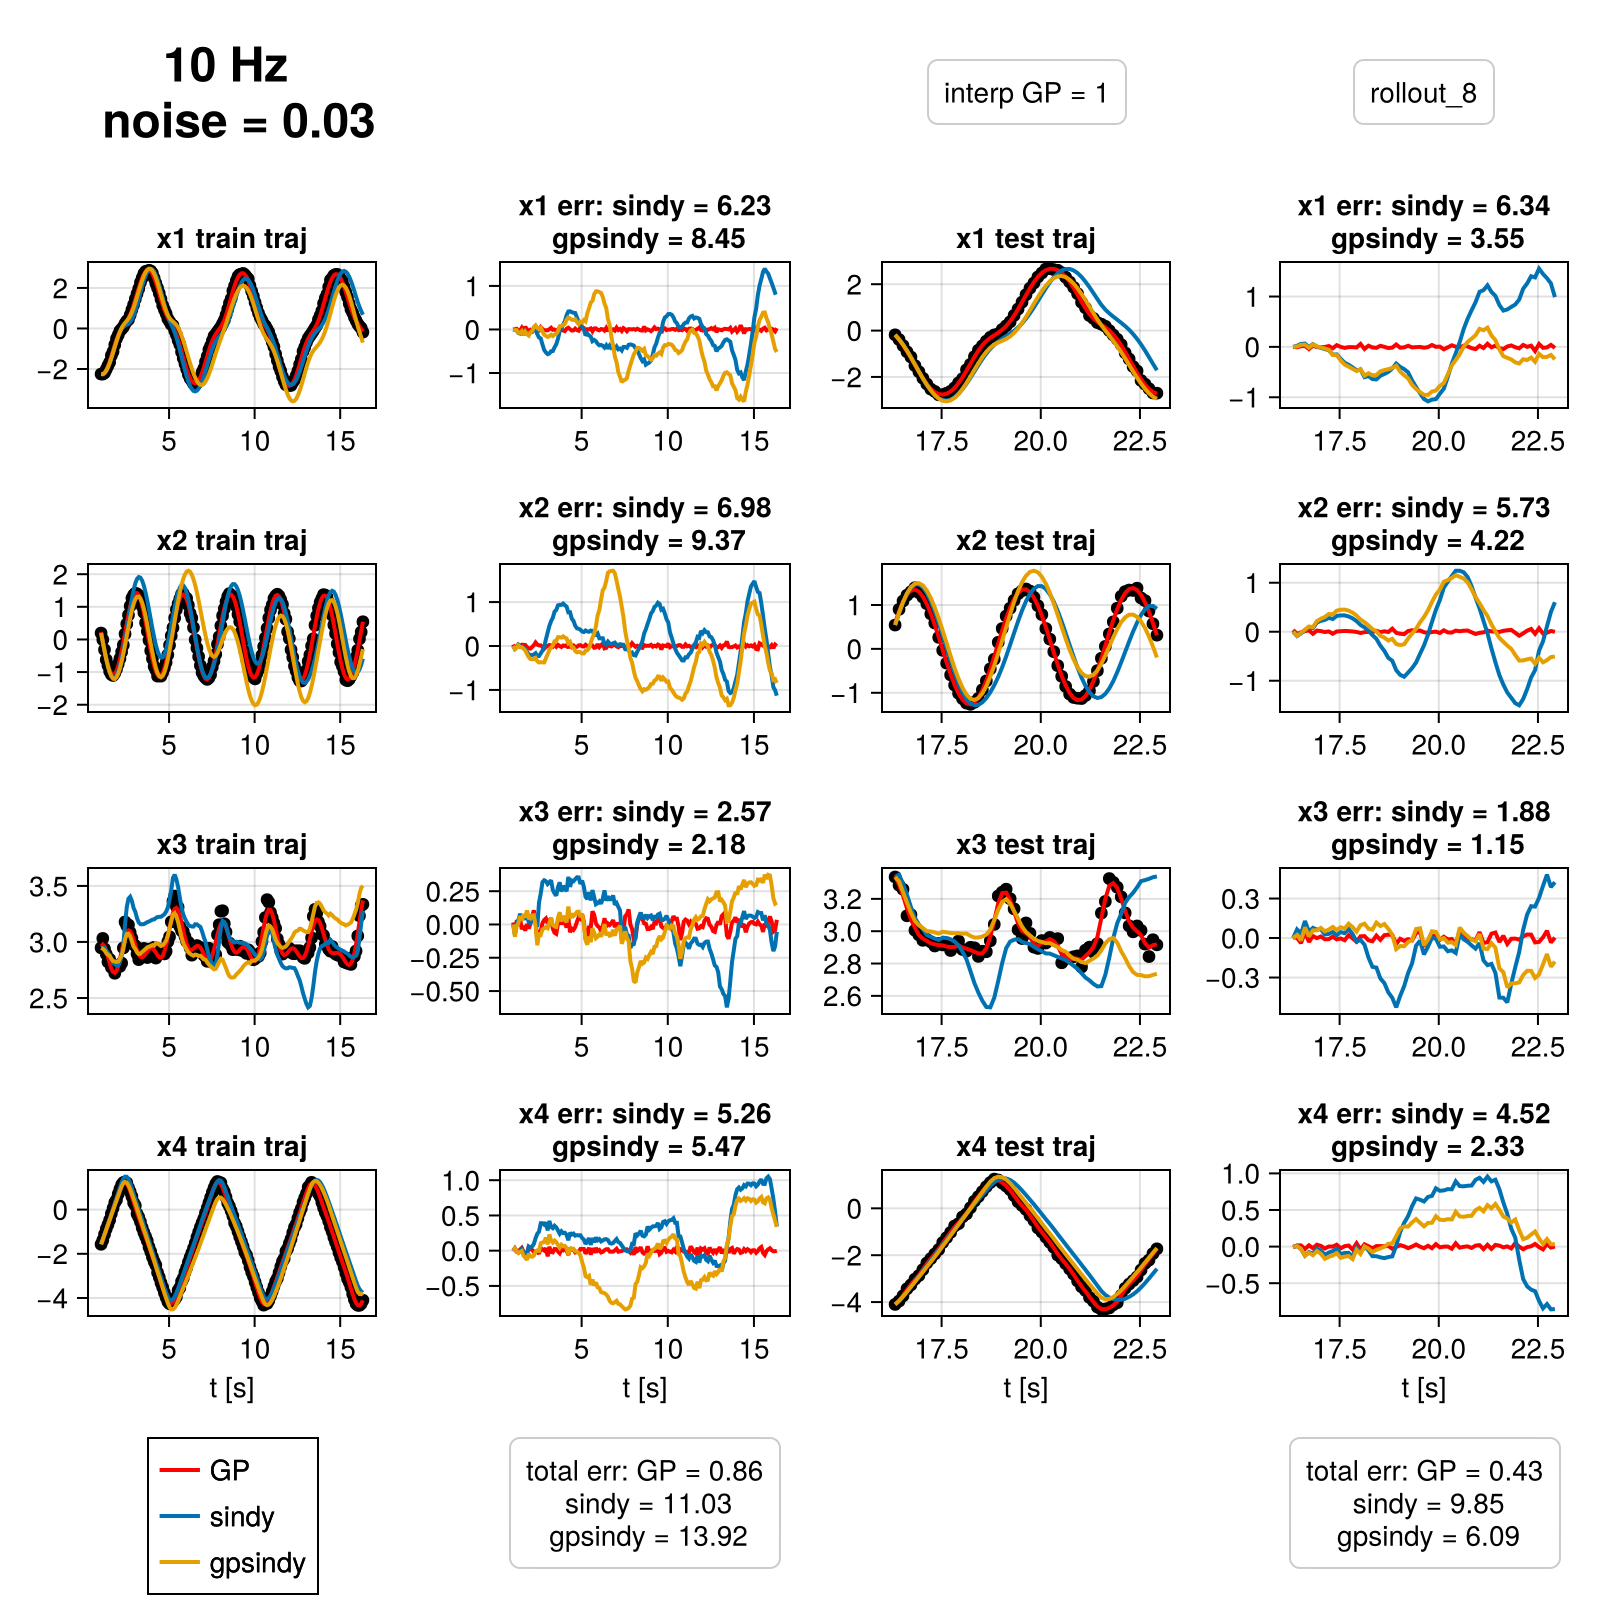 10 Hz
noise = 0.03
interp GP = 1
rollout_8
x1 train traj
x1 err: sindy = 6.23
gpsindy = 8.45
x1 test traj
x1 err: sindy = 6.34
gpsindy = 3.55
2
0
−2
5
10
15
1
0
−1
5
10
15
2
0
−2
17.5
20.0
22.5
1
0
−1
17.5
20.0
22.5
x2 train traj
x2 err: sindy = 6.98
gpsindy = 9.37
x2 test traj
x2 err: sindy = 5.73
gpsindy = 4.22
2
1
0
−1
−2
5
10
15
1
0
−1
5
10
15
1
0
−1
17.5
20.0
22.5
1
0
−1
17.5
20.0
22.5
x3 train traj
x3 err: sindy = 2.57
gpsindy = 2.18
x3 test traj
x3 err: sindy = 1.88
gpsindy = 1.15
3.5
3.0
2.5
5
10
15
0.25
0.00
−0.25
−0.50
5
10
15
3.2
3.0
2.8
2.6
17.5
20.0
22.5
0.3
0.0
−0.3
17.5
20.0
22.5
x4 train traj
x4 err: sindy = 5.26
gpsindy = 5.47
x4 test traj
x4 err: sindy = 4.52
gpsindy = 2.33
0
−2
−4
5
10
15
t [s]
1.0
0.5
0.0
−0.5
5
10
15
t [s]
0
−2
−4
17.5
20.0
22.5
t [s]
1.0
0.5
0.0
−0.5
17.5
20.0
22.5
t [s]
GP
sindy
gpsindy
total err: GP = 0.86
sindy = 11.03
gpsindy = 13.92
total err: GP = 0.43
sindy = 9.85
gpsindy = 6.09